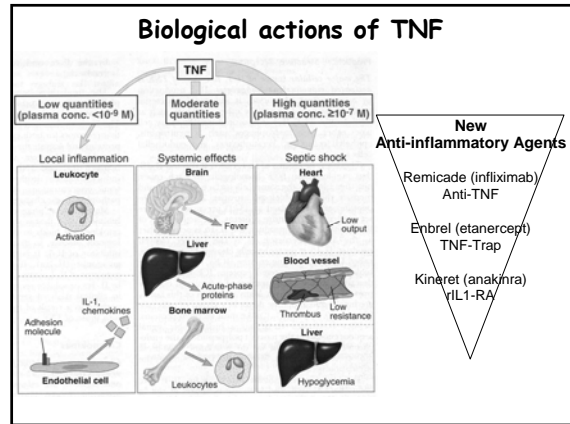 Biological actions of TNF
TNF
Low quantities
(plasma conc. <10-9 M)
Moderate
quantities
High quantities
(plasma conc. ≥10-7 M)
Local inflammation
Leukocyte
Activation
IL-1,
chemokines
Adhesion
molecule
Endothelial cell
Systemic effects
Brain
Fever
Liver
Acute-phase
proteins
Bone marrow
Leukocytes
Septic shock
Heart
Low
output
Blood vessel
Thrombus
Low
resistance
Liver
Hypoglycemia
New
Anti-inflammatory Agents
Remicade (infliximab)
Anti-TNF
Enbrel (etanercept)
TNF-Trap
Kineret (anakinra)
rIL1-RA